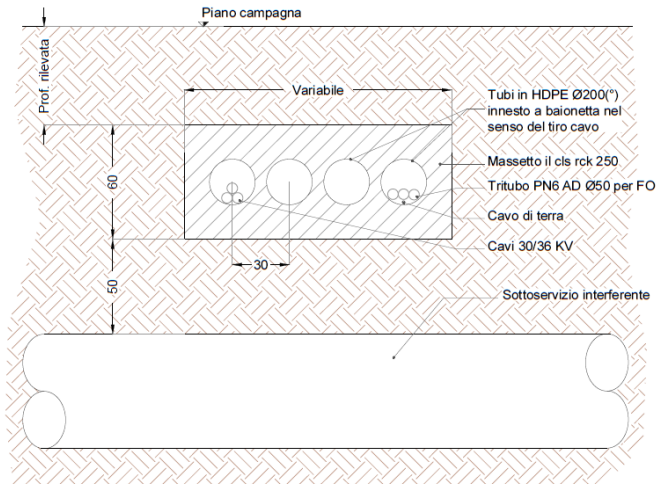 Piano campagna
Prof. rilevata
Variabile
Tubi in HDPE Ø200(*)
innesto a baionetta nel
senso del tiro cavo
Massetto il cls rck 250
60
Tritubo PN6 AD Ø50 per FO
Cavo di terra
Cavi 30/36 KV
30
50
Sottoservizio interferente